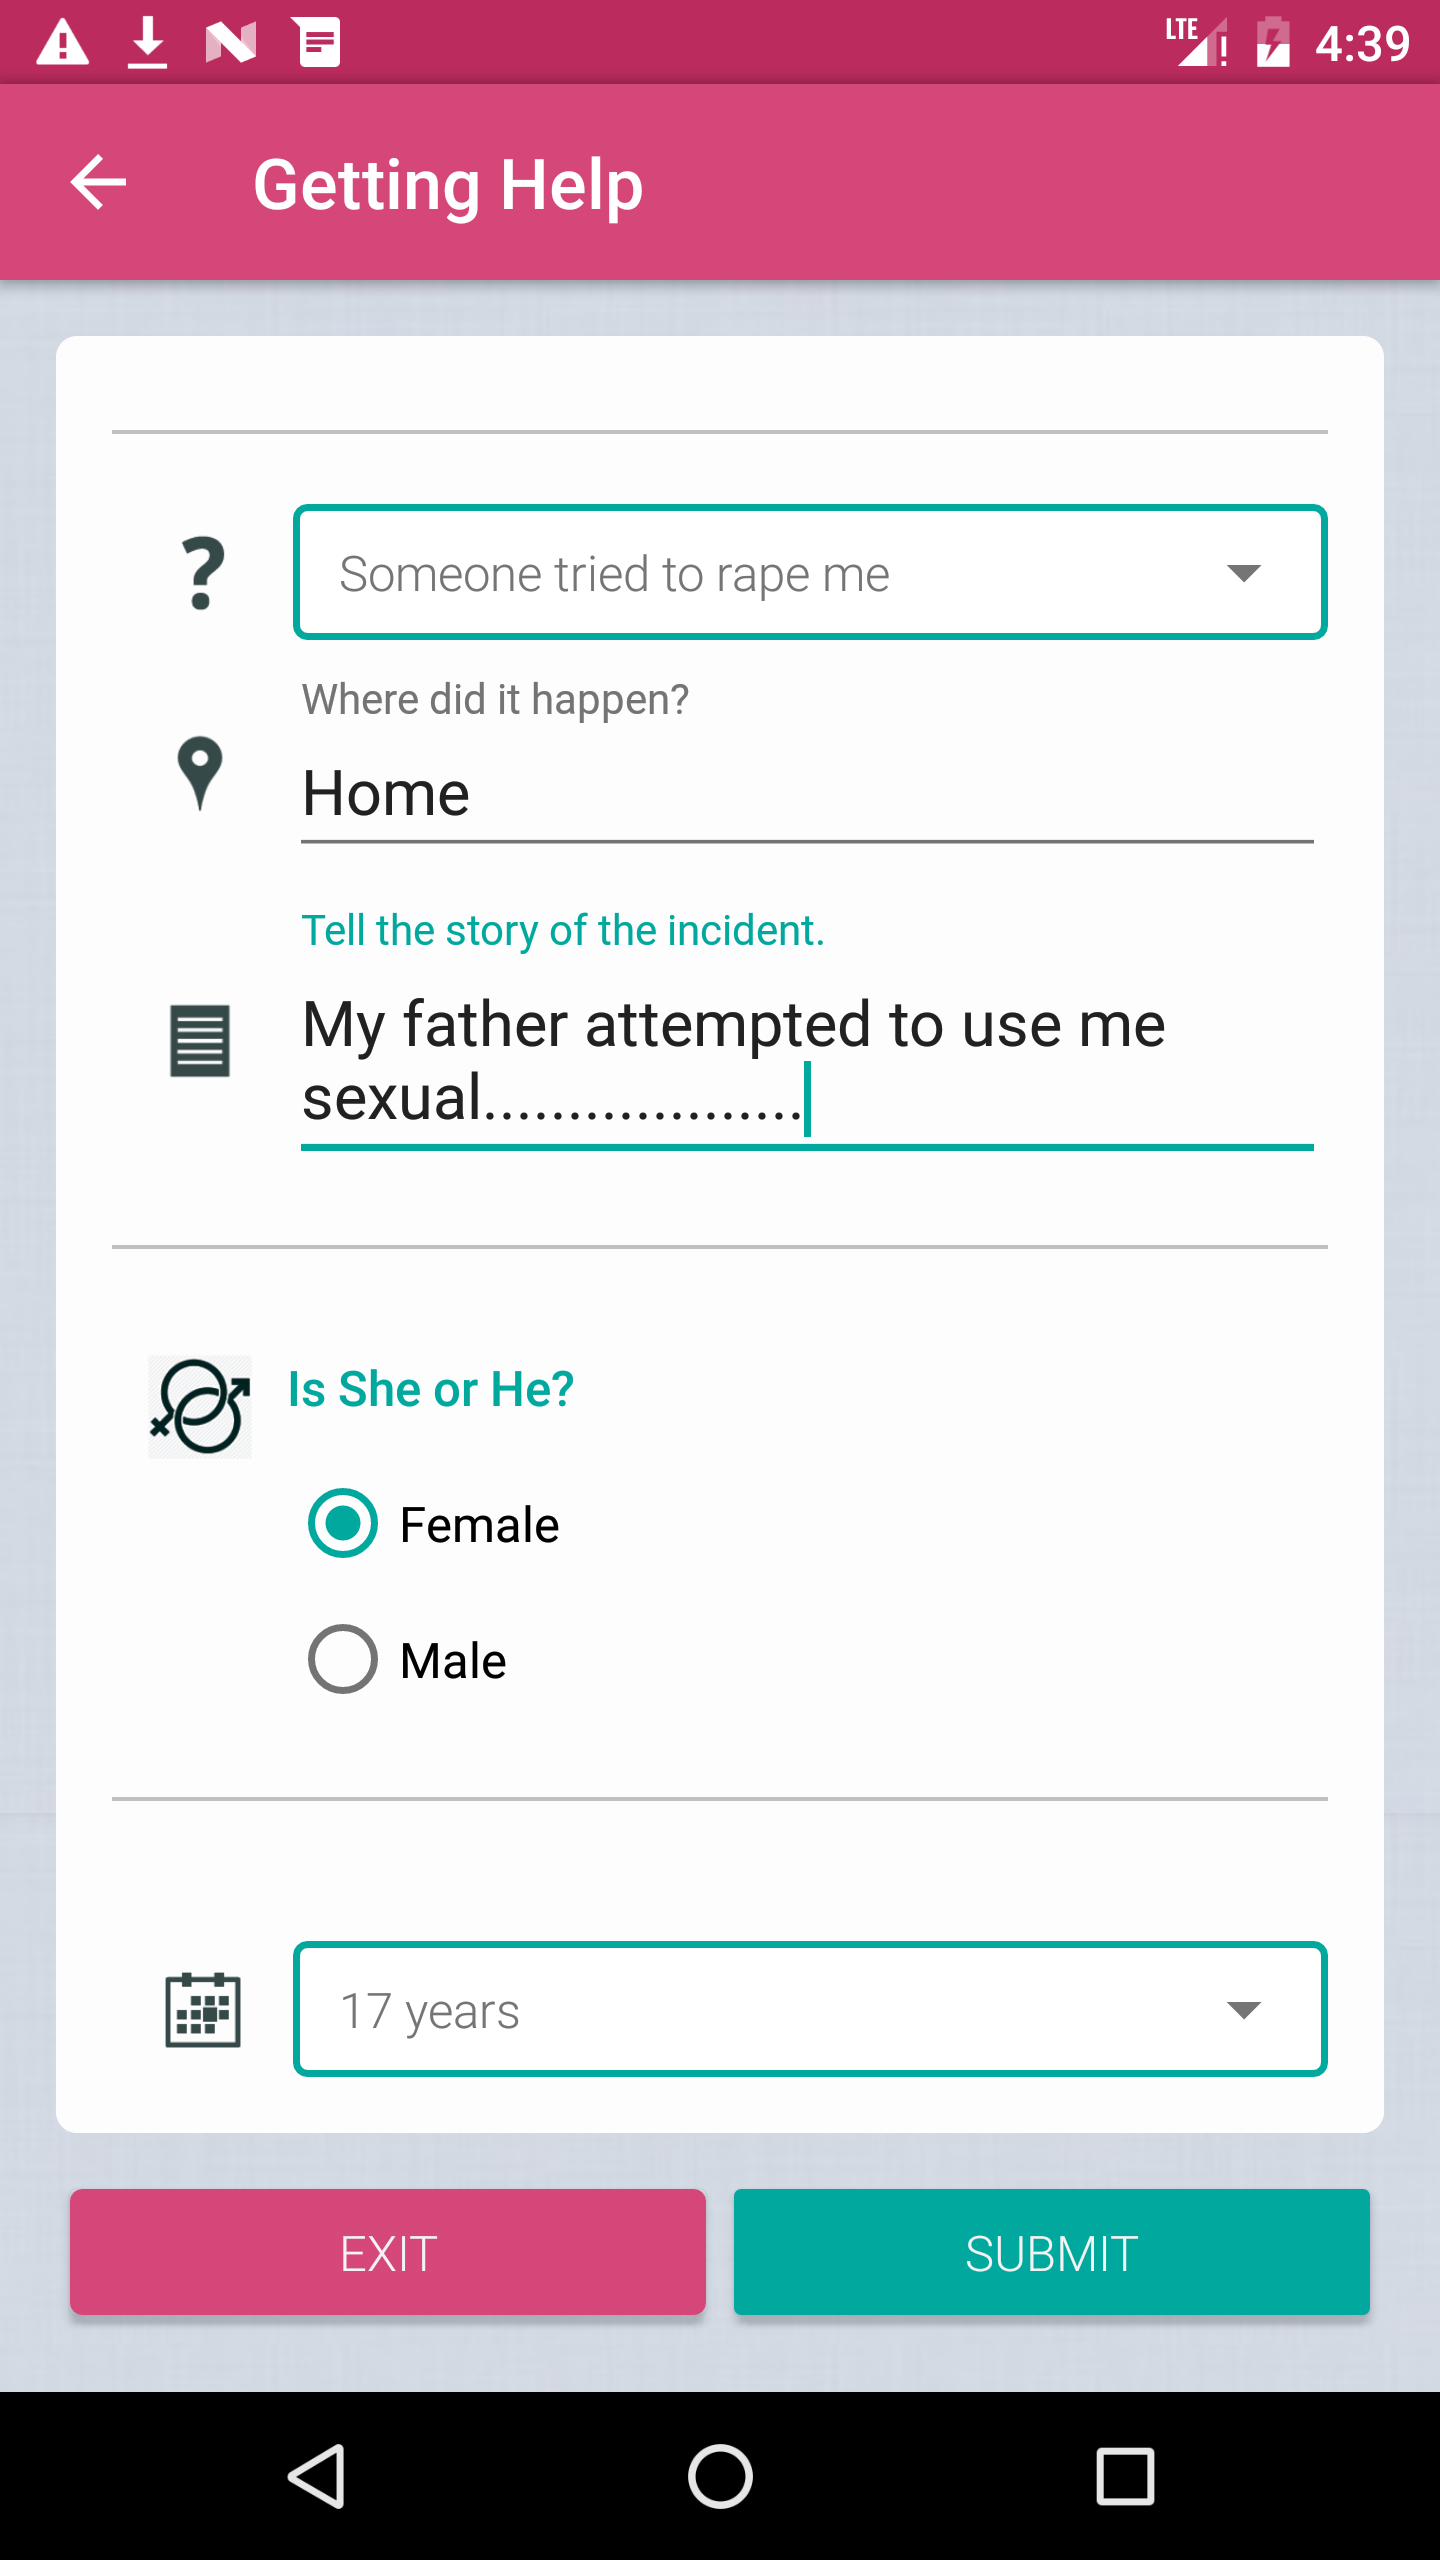 LTE 4:39
Getting Help
Someone tried to rape me
Where did it happen?
Home
Tell the story of the incident.
My father attempted to use me
sexual...................
Is She or He?
Female
Male
17 years
EXIT
SUBMIT